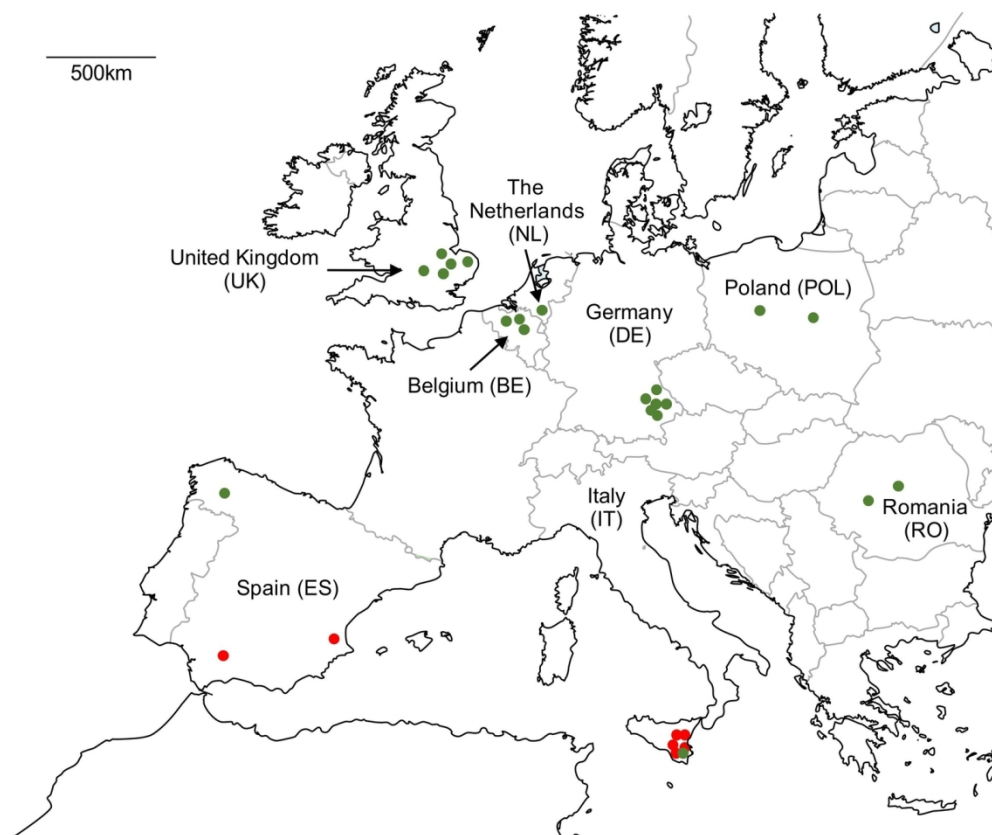 500km
The
Netherlands
(NL)
United Kingdom
(UK)
Germany
(DE)
Poland (POL)
Belgium (BE)
Italy
(IT)
Romania
(RO)
Spain (ES)